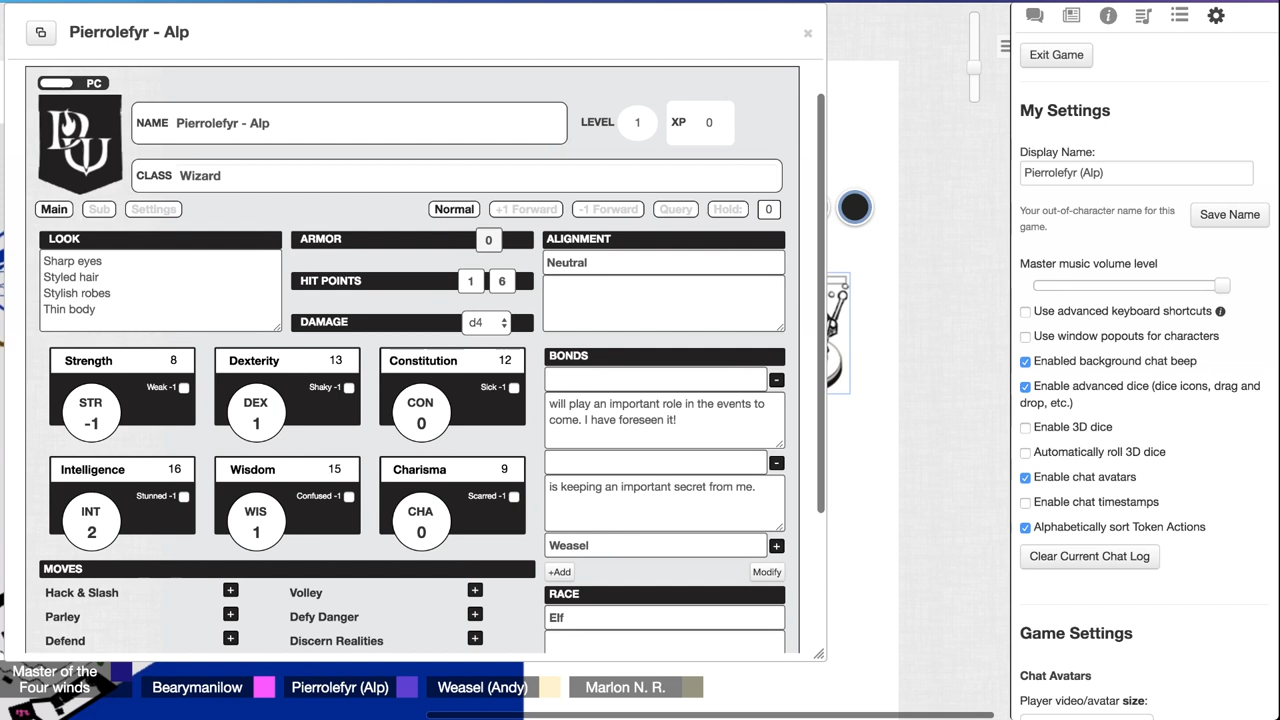 Pierrolefyr - Alp
×
PC
DW
NAME Pierrolefyr - Alp
LEVEL 1
XP 0
CLASS Wizard
Main Sub Settings
Normal +1 Forward -1 Forward Query Hold: 0
LOOK
Sharp eyes
Styled hair
Stylish robes
Thin body
ARMOR 0
HIT POINTS 1 6
DAMAGE d4
ALIGNMENT
Neutral
Strength 8
Weak -1
STR
-1
Dexterity 13
Shaky -1
DEX
1
Constitution 12
Sick -1
CON
0
Intelligence 16
Stunned -1
INT
2
Wisdom 15
Confused -1
WIS
1
Charisma 9
Scarred -1
CHA
0
BONDS
-
will play an important role in the events to
come. I have foreseen it!
-
is keeping an important secret from me.
Weasel +
+Add Modify
RACE
Elf
MOVES
Hack & Slash + Volley +
Parley + Defy Danger +
Defend + Discern Realities +
Master of the
Four winds
Bearymanilow
Pierrolefyr (Alp)
Weasel (Andy)
Marlon N. R.
Exit Game
My Settings
Display Name:
Pierrolefyr (Alp)
Your out-of-character name for this
game.
Save Name
Master music volume level
Use advanced keyboard shortcuts
Use window popouts for characters
Enabled background chat beep
Enable advanced dice (dice icons, drag and
drop, etc.)
Enable 3D dice
Automatically roll 3D dice
Enable chat avatars
Enable chat timestamps
Alphabetically sort Token Actions
Clear Current Chat Log
Game Settings
Chat Avatars
Player video/avatar size: